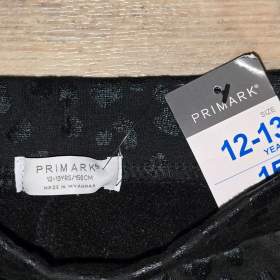 PRIMARK®
12-13YRS/158CM
MADE IN MYANMAR
PRIMARK®
SIZE
12-13
YEA
15